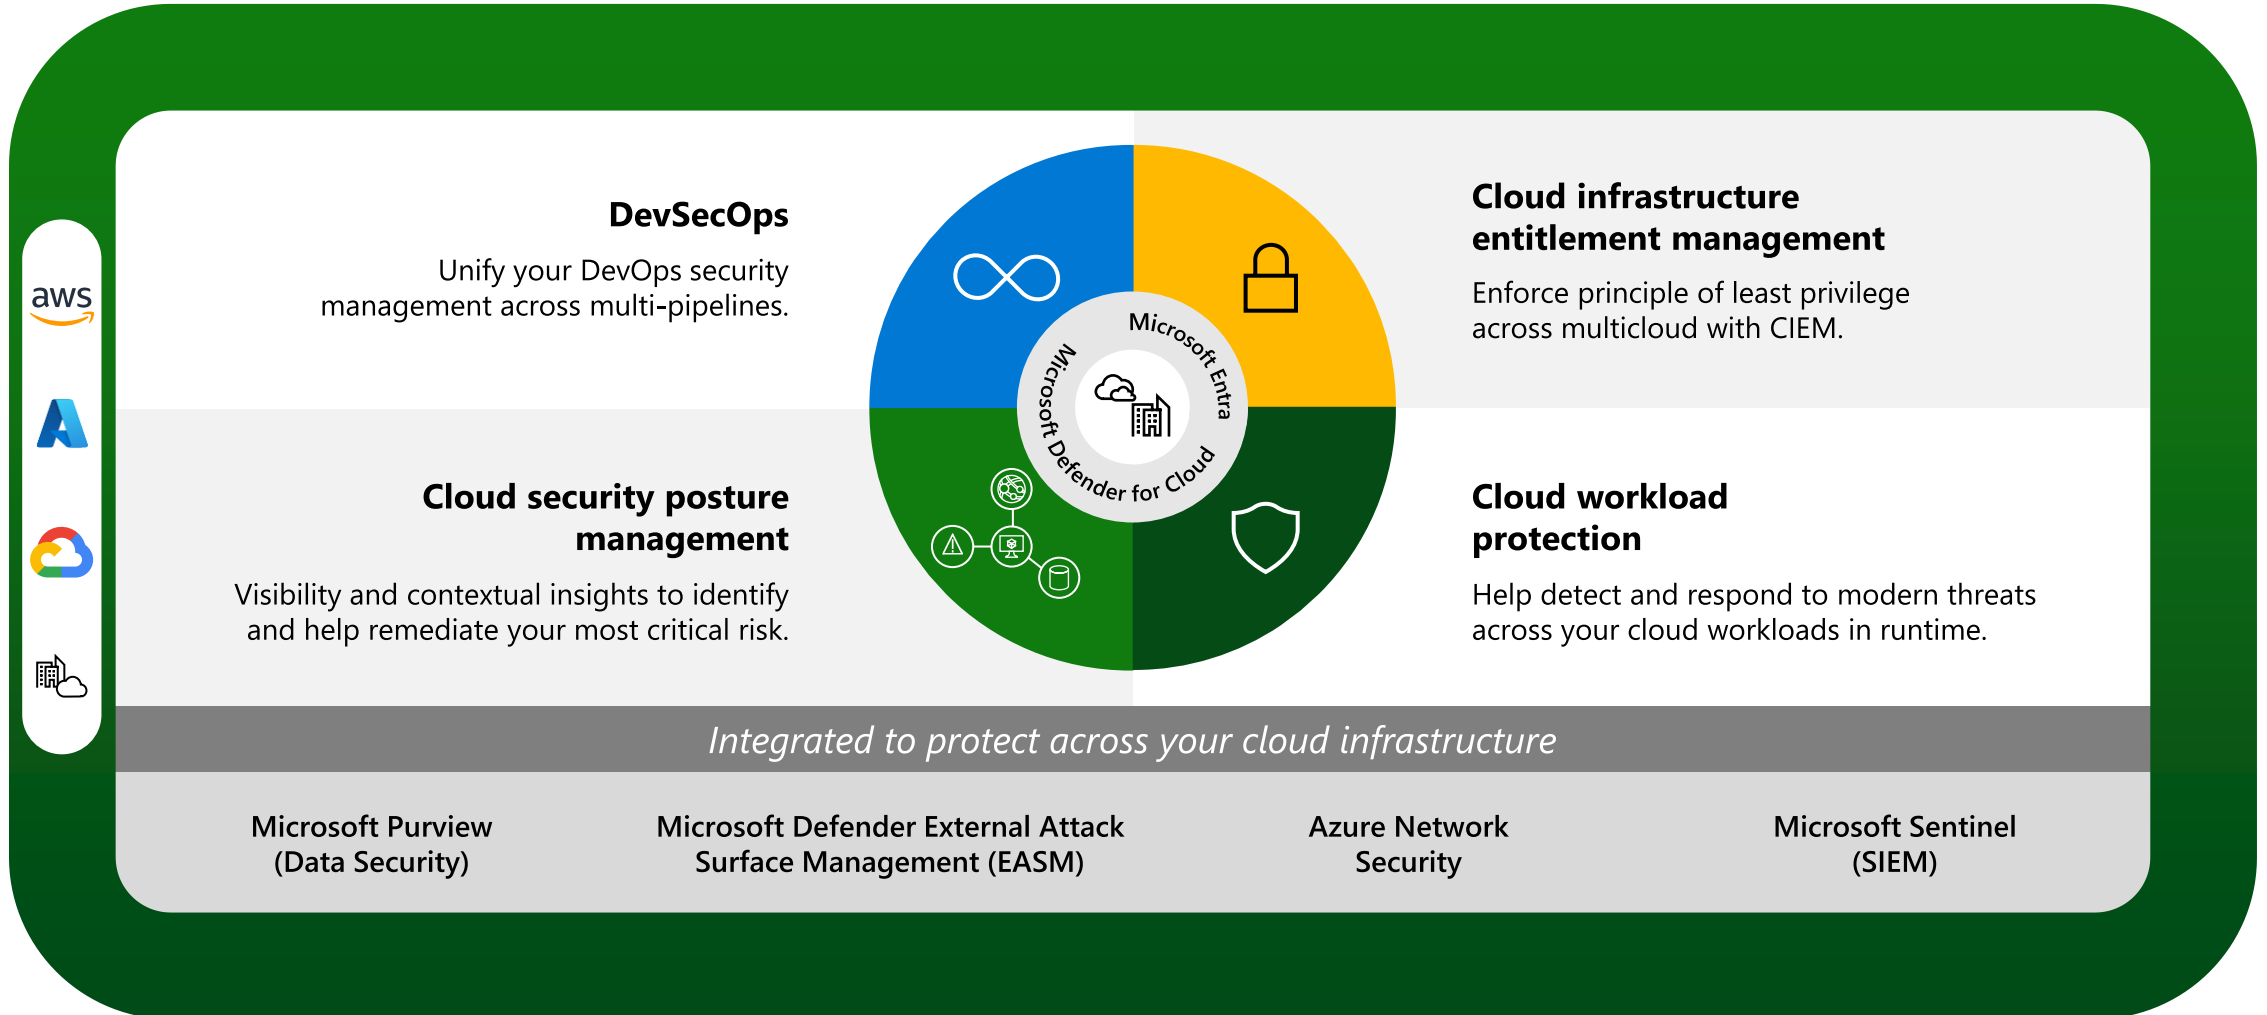 aws
DevSecOps
Unify your DevOps security
management across multi-pipelines.
Cloud infrastructure
entitlement management
Enforce principle of least privilege
across multicloud with CIEM.
Microsoft Entra
Microsoft Defender for Cloud
Cloud security posture
management
Visibility and contextual insights to identify
and help remediate your most critical risk.
Cloud workload
protection
Help detect and respond to modern threats
across your cloud workloads in runtime.
Integrated to protect across your cloud infrastructure
Microsoft Purview
(Data Security)
Microsoft Defender External Attack
Surface Management (EASM)
Azure Network
Security
Microsoft Sentinel
(SIEM)